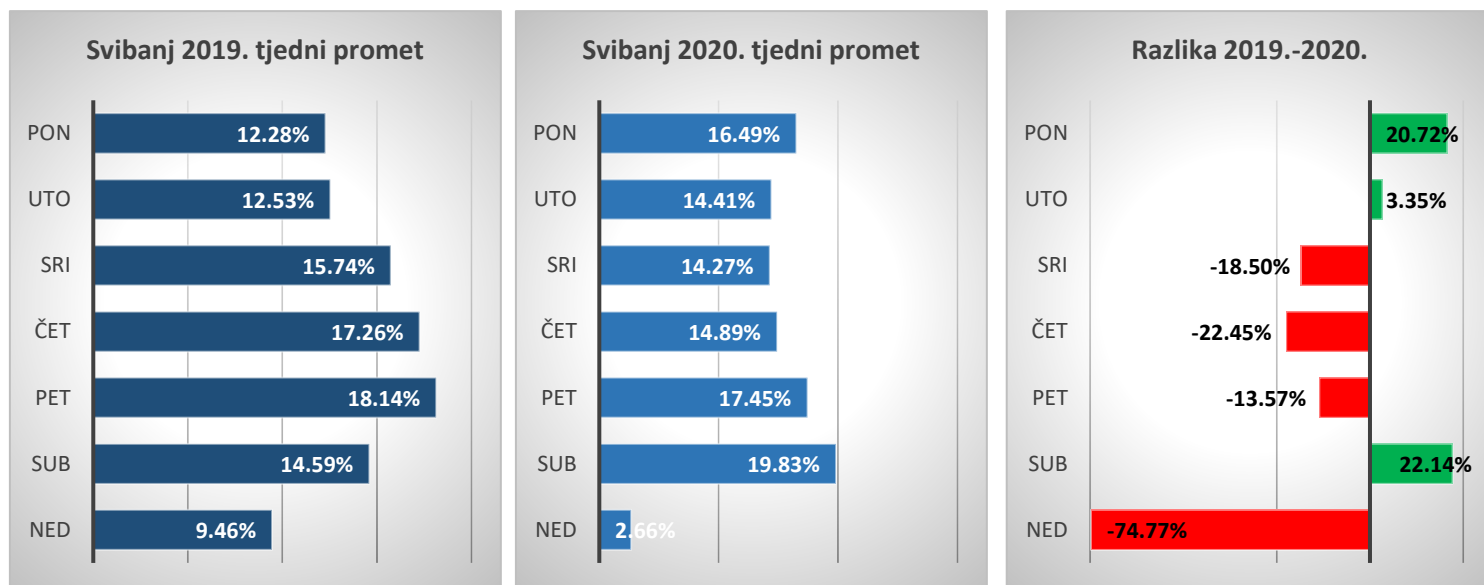 Svibanj 2019. tjedni promet
PON 12.28%
UTO 12.53%
SRI 15.74%
ČET 17.26%
PET 18.14%
SUB 14.59%
NED 9.46%
Svibanj 2020. tjedni promet
PON 16.49%
UTO 14.41%
SRI 14.27%
ČET 14.89%
PET 17.45%
SUB 19.83%
NED 2.66%
Razlika 2019.-2020.
PON 20.72%
UTO 3.35%
SRI -18.50%
ČET -22.45%
PET -13.57%
SUB 22.14%
NED -74.77%